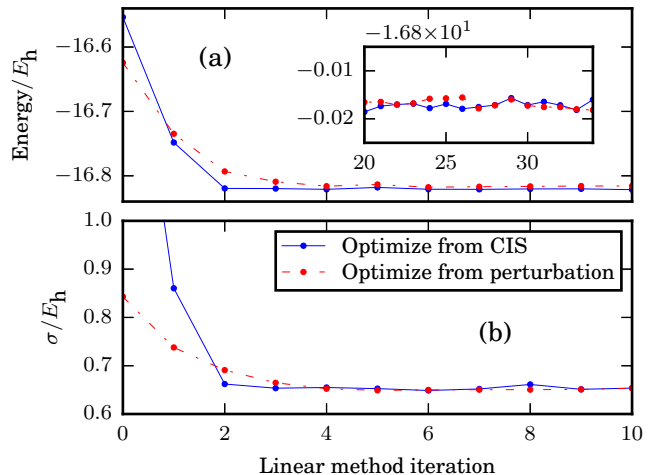 −1.68×10¹
−16.6
(a)
−0.01
Energy/E_h
−16.7
−0.02
20 25 30
−16.8
1.0
Optimize from CIS
0.9
Optimize from perturbation
σ/E_h
0.8
(b)
0.7
0.6
0 2 4 6 8 10
Linear method iteration